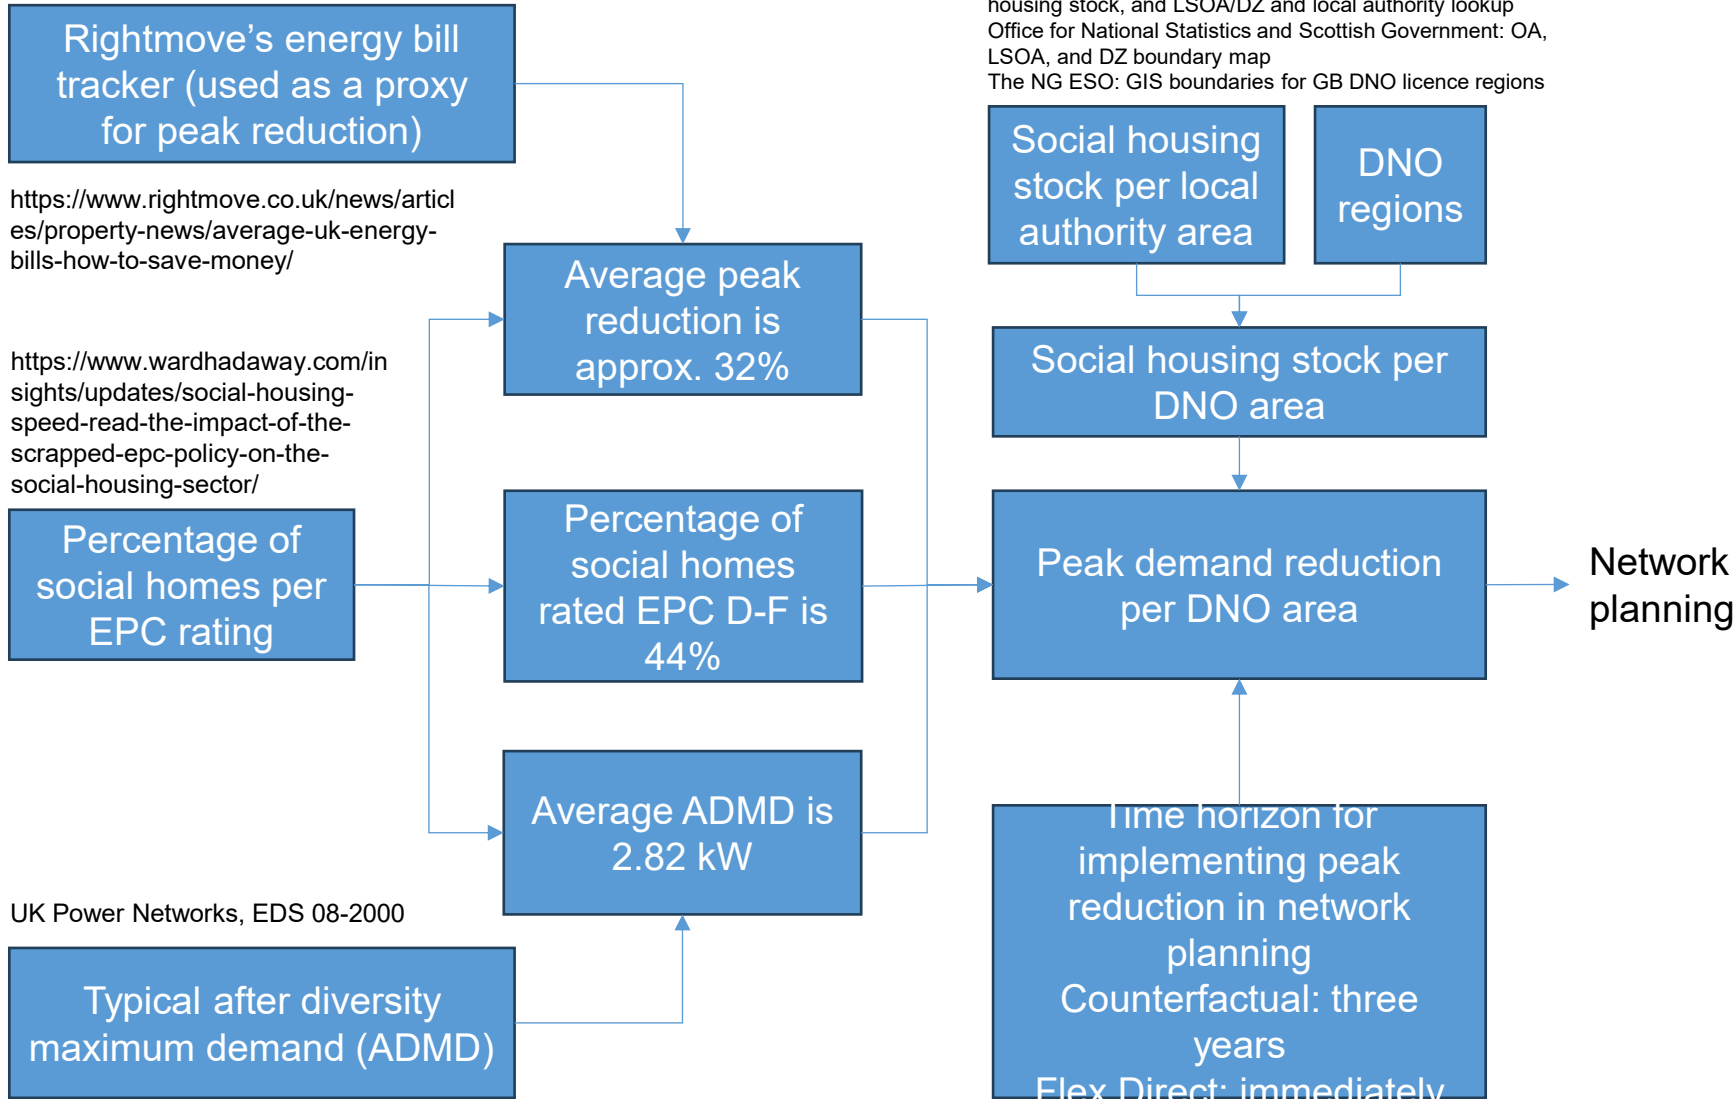 Rightmove's energy bill
tracker (used as a proxy
for peak reduction)
https://www.rightmove.co.uk/news/articl
es/property-news/average-uk-energy-
bills-how-to-save-money/
https://www.wardhadaway.com/in
sights/updates/social-housing-
speed-read-the-impact-of-the-
scrapped-epc-policy-on-the-
social-housing-sector/
Percentage of
social homes per
EPC rating
UK Power Networks, EDS 08-2000
Typical after diversity
maximum demand (ADMD)
Average peak
reduction is
approx. 32%
Percentage of
social homes
rated EPC D-F is
44%
Average ADMD is
2.82 kW
housing stock, and LSOA/DZ and local authority lookup
Office for National Statistics and Scottish Government: OA,
LSOA, and DZ boundary map
The NG ESO: GIS boundaries for GB DNO licence regions
Social housing
stock per local
authority area
DNO
regions
Social housing stock per
DNO area
Peak demand reduction
per DNO area
Time horizon for
implementing peak
reduction in network
planning
Counterfactual: three
years
Flex Direct: immediately
Network
planning